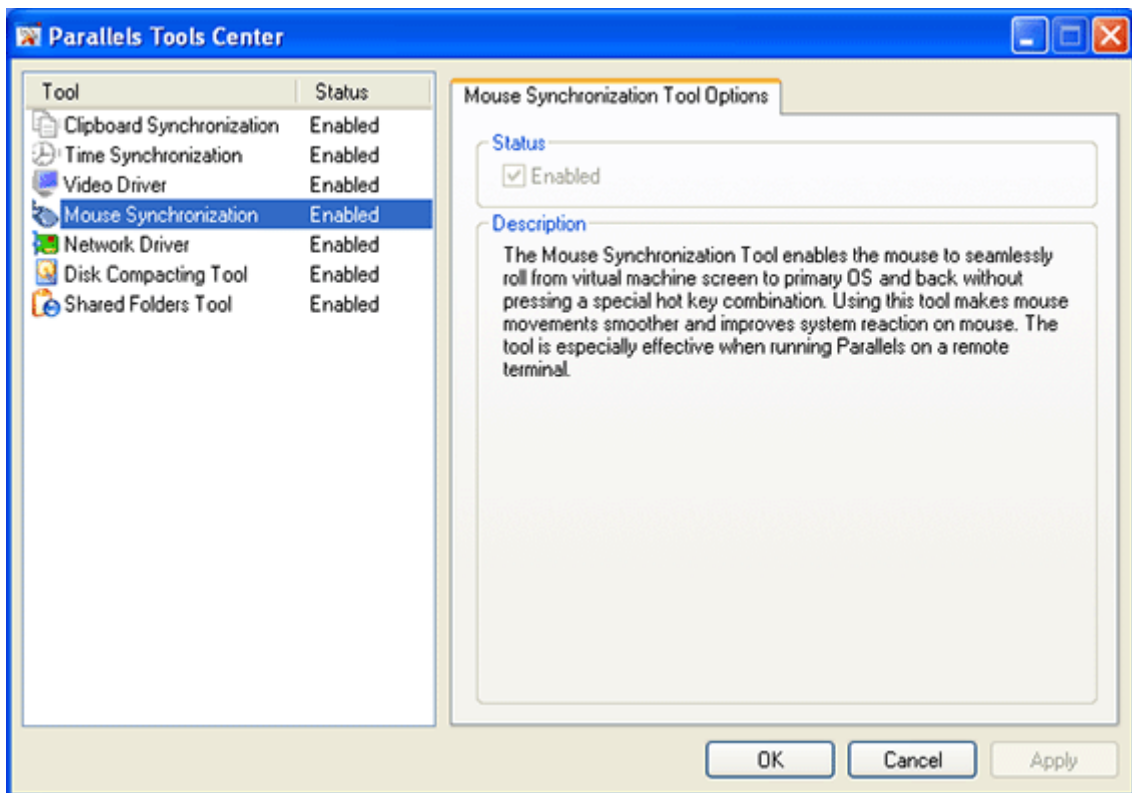 Parallels Tools Center
Tool Status
Clipboard Synchronization Enabled
Time Synchronization Enabled
Video Driver Enabled
Mouse Synchronization Enabled
Network Driver Enabled
Disk Compacting Tool Enabled
Shared Folders Tool Enabled
Mouse Synchronization Tool Options
Status
Enabled
Description
The Mouse Synchronization Tool enables the mouse to seamlessly
roll from virtual machine screen to primary OS and back without
pressing a special hot key combination. Using this tool makes mouse
movements smoother and improves system reaction on mouse. The
tool is especially effective when running Parallels on a remote
terminal.
OK Cancel Apply